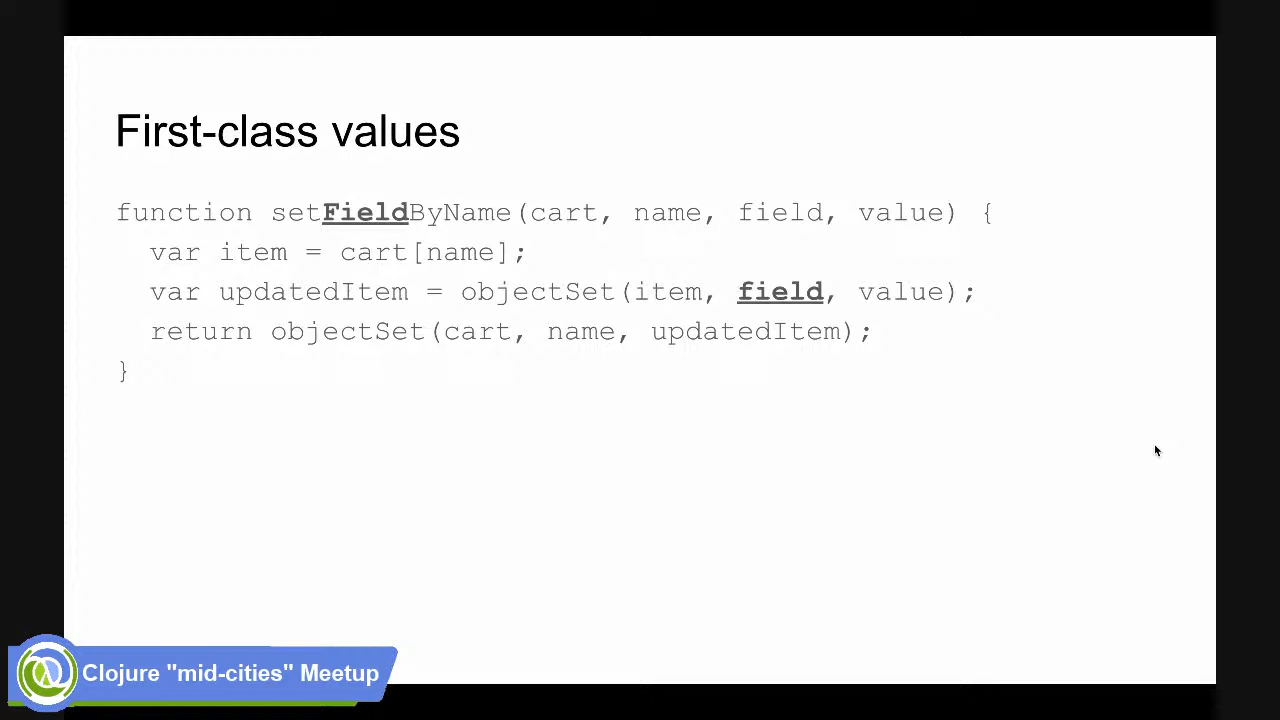 First-class values
function setFieldByName(cart, name, field, value) {
  var item = cart[name];
  var updatedItem = objectSet(item, field, value);
  return objectSet(cart, name, updatedItem);
}
Clojure "mid-cities" Meetup